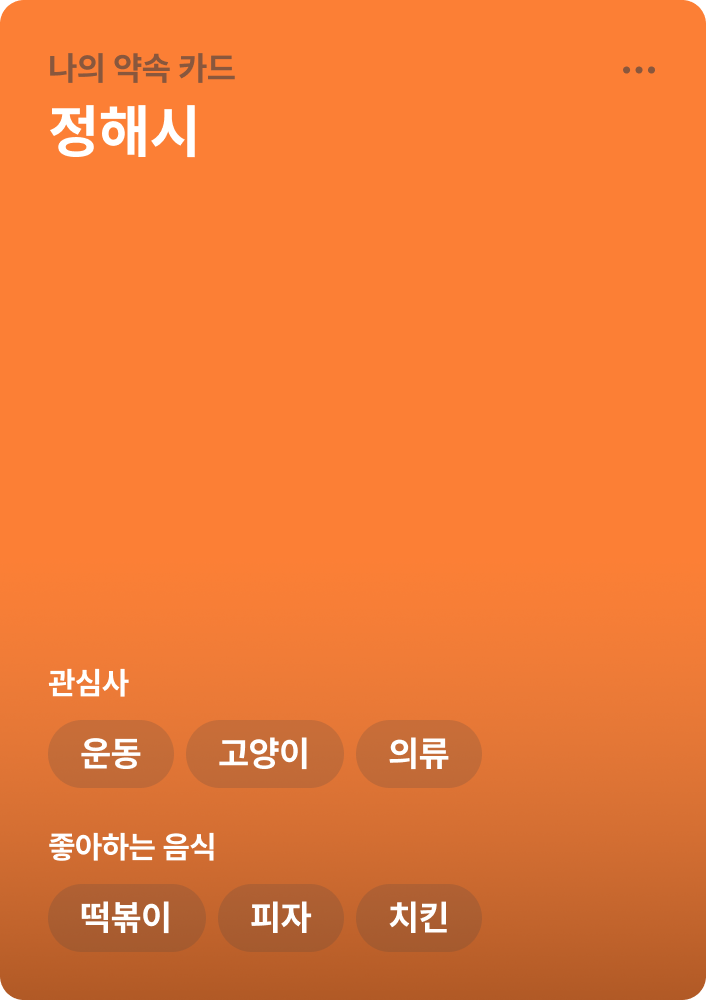 나의 약속 카드
정해시
관심사
운동 고양이 의류
좋아하는 음식
떡볶이 피자 치킨